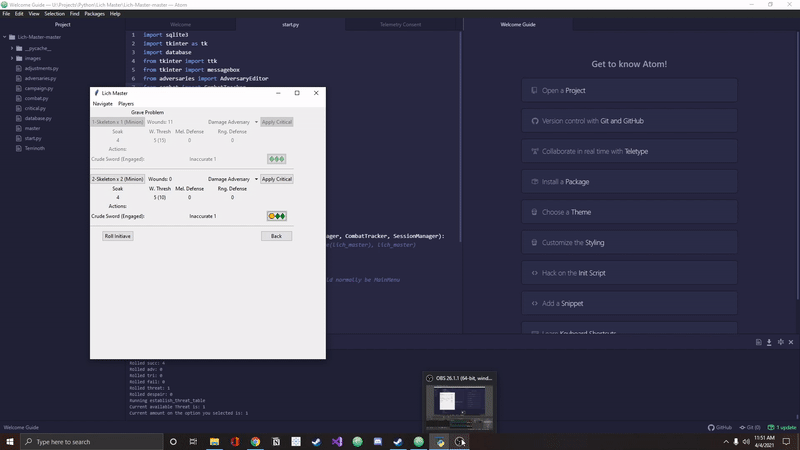 Welcome Guide — U:\Projects\Python\Lich Master\Lich-Master-master — Atom
File Edit View Selection Find Packages Help
Project
Lich-Master-master
__pycache__
Images
adjustments.py
adversaries.py
campaign.py
combat.py
critical.py
database.py
master
start.py
Terrinoth
Welcome
start.py
Telemetry Consent
Welcome Guide
1 import sqlite3
2 import tkinter as tk
3 import database
4 from tkinter import ttk
5 from tkinter import messagebox
6 from adversaries import AdversaryEditor
ager, CombatTracker, SessionManager):
r(lich_master), lich_master)
ld normally be MainMenu
Lich Master
Navigate Players
Grave Problem
1-Skeleton x 1 (Minion) Wounds: 11 Damage Adversary Apply Critical
Soak W. Thresh Mel. Defense Rng. Defense
4 5 (15) 0 0
Actions:
Crude Sword (Engaged): Inaccurate 1
2-Skeleton x 2 (Minion) Wounds: 0 Damage Adversary Apply Critical
Soak W. Thresh Mel. Defense Rng. Defense
4 5 (10) 0 0
Actions:
Crude Sword (Engaged): Inaccurate 1
Roll Initiave Back
Get to know Atom!
Open a Project
Version control with Git and GitHub
Collaborate in real time with Teletype
Install a Package
Choose a Theme
Customize the Styling
Hack on the Init Script
Add a Snippet
Learn Keyboard Shortcuts
Rolled adv: 0
Rolled tri: 0
Rolled fail: 0
Rolled threat: 1
Rolled despair: 0
Running establish_threat_table
Current available Threat is: 1
Current amount on the option you selected is: 1
OBS 26.1.1 (64-bit, wind...
Welcome Guide
GitHub Git (0) 1 update
Type here to search
11:51 AM
4/4/2021